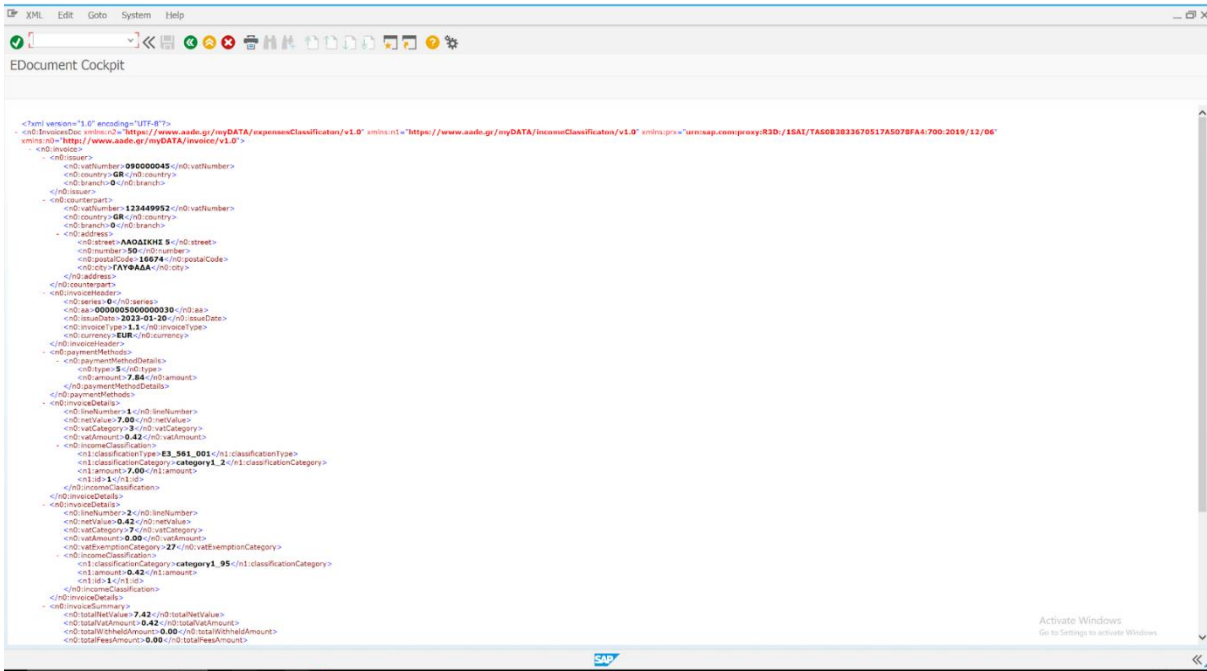 XML Edit Goto System Help
EDocument Cockpit
<?xml version="1.0" encoding="UTF-8"?>
- <n0:InvoicesDoc xmlns:n2="https://www.aade.gr/myDATA/expensesClassificaton/v1.0" xmlns:n1="https://www.aade.gr/myDATA/incomeClassificaton/v1.0" xmlns:prx="urn:sap.com:proxy:R3D:/1SAI/TAS0B3B33670517A5078FA4:700:2019/12/06"
xmlns:n0="http://www.aade.gr/myDATA/invoice/v1.0">
- <n0:invoice>
- <n0:issuer>
<n0:vatNumber>090000045</n0:vatNumber>
<n0:country>GR</n0:country>
<n0:branch>0</n0:branch>
</n0:issuer>
- <n0:counterpart>
<n0:vatNumber>123449952</n0:vatNumber>
<n0:country>GR</n0:country>
<n0:branch>0</n0:branch>
- <n0:address>
<n0:street>ΛΑΟΔΙΚΗΣ 5</n0:street>
<n0:number>50</n0:number>
<n0:postalCode>16674</n0:postalCode>
<n0:city>ΓΛΥΦΑΔΑ</n0:city>
</n0:address>
</n0:counterpart>
- <n0:invoiceHeader>
<n0:series>0</n0:series>
<n0:aa>0000005000000030</n0:aa>
<n0:issueDate>2023-01-20</n0:issueDate>
<n0:invoiceType>1.1</n0:invoiceType>
<n0:currency>EUR</n0:currency>
</n0:invoiceHeader>
- <n0:paymentMethods>
- <n0:paymentMethodDetails>
<n0:type>5</n0:type>
<n0:amount>7.84</n0:amount>
</n0:paymentMethodDetails>
</n0:paymentMethods>
- <n0:invoiceDetails>
<n0:lineNumber>1</n0:lineNumber>
<n0:netValue>7.00</n0:netValue>
<n0:vatCategory>3</n0:vatCategory>
<n0:vatAmount>0.42</n0:vatAmount>
- <n0:incomeClassification>
<n1:classificationType>E3_561_001</n1:classificationType>
<n1:classificationCategory>category1_2</n1:classificationCategory>
<n1:amount>7.00</n1:amount>
<n1:id>1</n1:id>
</n0:incomeClassification>
</n0:invoiceDetails>
- <n0:invoiceDetails>
<n0:lineNumber>2</n0:lineNumber>
<n0:netValue>0.42</n0:netValue>
<n0:vatCategory>7</n0:vatCategory>
<n0:vatAmount>0.00</n0:vatAmount>
<n0:vatExemptionCategory>27</n0:vatExemptionCategory>
- <n0:incomeClassification>
<n1:classificationCategory>category1_95</n1:classificationCategory>
<n1:amount>0.42</n1:amount>
<n1:id>1</n1:id>
</n0:incomeClassification>
</n0:invoiceDetails>
- <n0:invoiceSummary>
<n0:totalNetValue>7.42</n0:totalNetValue>
<n0:totalVatAmount>0.42</n0:totalVatAmount>
<n0:totalWithheldAmount>0.00</n0:totalWithheldAmount>
<n0:totalFeesAmount>0.00</n0:totalFeesAmount>
Activate Windows
Go to Settings to activate Windows.
SAP